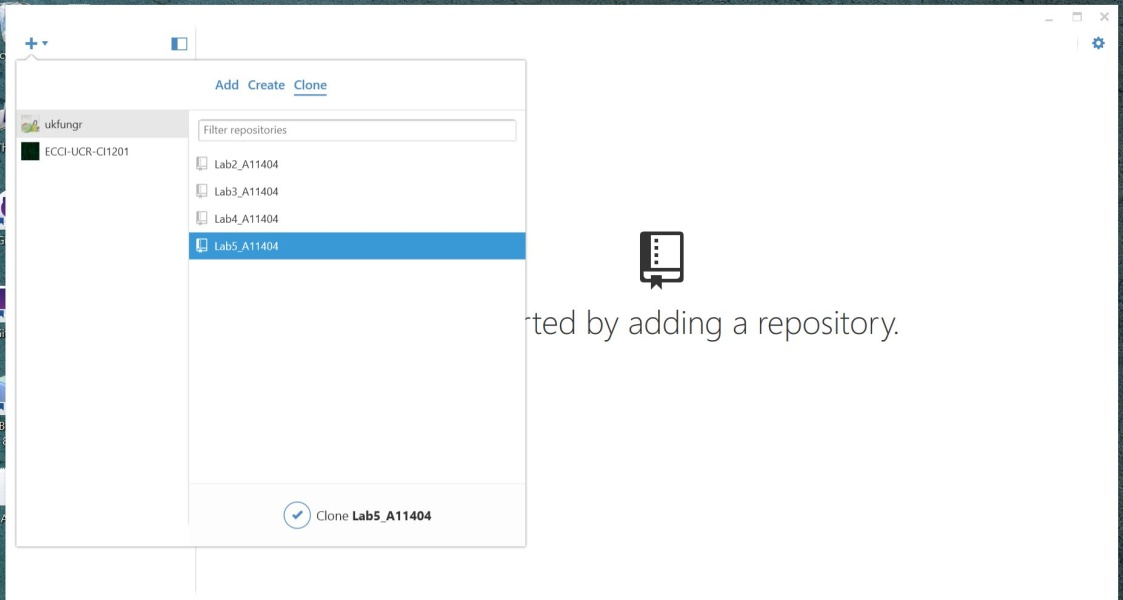 Add Create Clone
ukfungr
ECCI-UCR-CI1201
Filter repositories
Lab2_A11404
Lab3_A11404
Lab4_A11404
Lab5_A11404
Clone Lab5_A11404
rted by adding a repository.